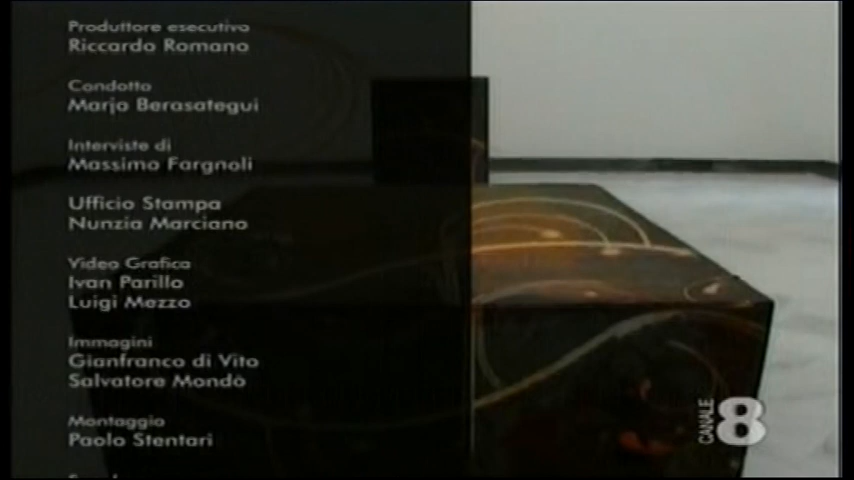 Produttore esecutivo
Riccardo Romano
Condotto
Marjo Berasategui
Interviste di
Massimo Fargnoli
Ufficio Stampa
Nunzia Marciano
Video Grafica
Ivan Parillo
Luigi Mezzo
Immagini
Gianfranco di Vito
Salvatore Mondò
Montaggio
Paolo Stentari
CANALE 8